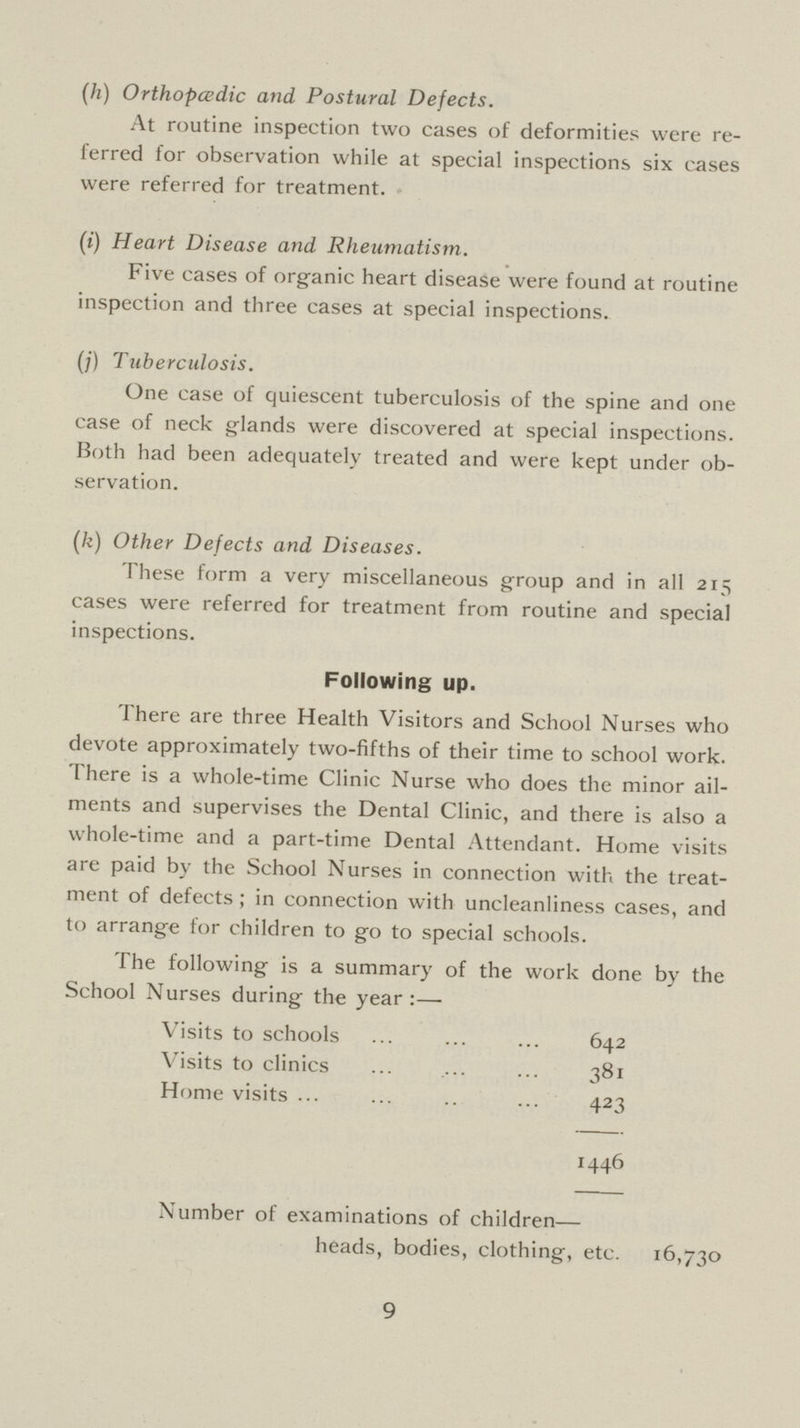 (h) Orthopædic and Postural Defects.
At routine inspection two cases of deformities were re-
ferred for observation while at special inspections six cases
were referred for treatment.
(i) Heart Disease and Rheumatism.
Five cases of organic heart disease were found at routine
inspection and three cases at special inspections.
(j) Tuberculosis.
One case of quiescent tuberculosis of the spine and one
case of neck glands were discovered at special inspections.
Both had been adequately treated and were kept under ob-
servation.
(k) Other Defects and Diseases.
These form a very miscellaneous group and in all 215
cases were referred for treatment from routine and special
inspections.
Following up.
There are three Health Visitors and School Nurses who
devote approximately two-fifths of their time to school work.
There is a whole-time Clinic Nurse who does the minor ail-
ments and supervises the Dental Clinic, and there is also a
whole-time and a part-time Dental Attendant. Home visits
are paid by the School Nurses in connection with the treat-
ment of defects; in connection with uncleanliness cases, and
to arrange for children to go to special schools.
The following is a summary of the work done by the
School Nurses during the year :—
Visits to schools ... ... ... 642
Visits to clinics ... ... ... 381
Home visits ... ... .. ... 423
1446
Number of examinations of children—
heads, bodies, clothing, etc. 16,730
9